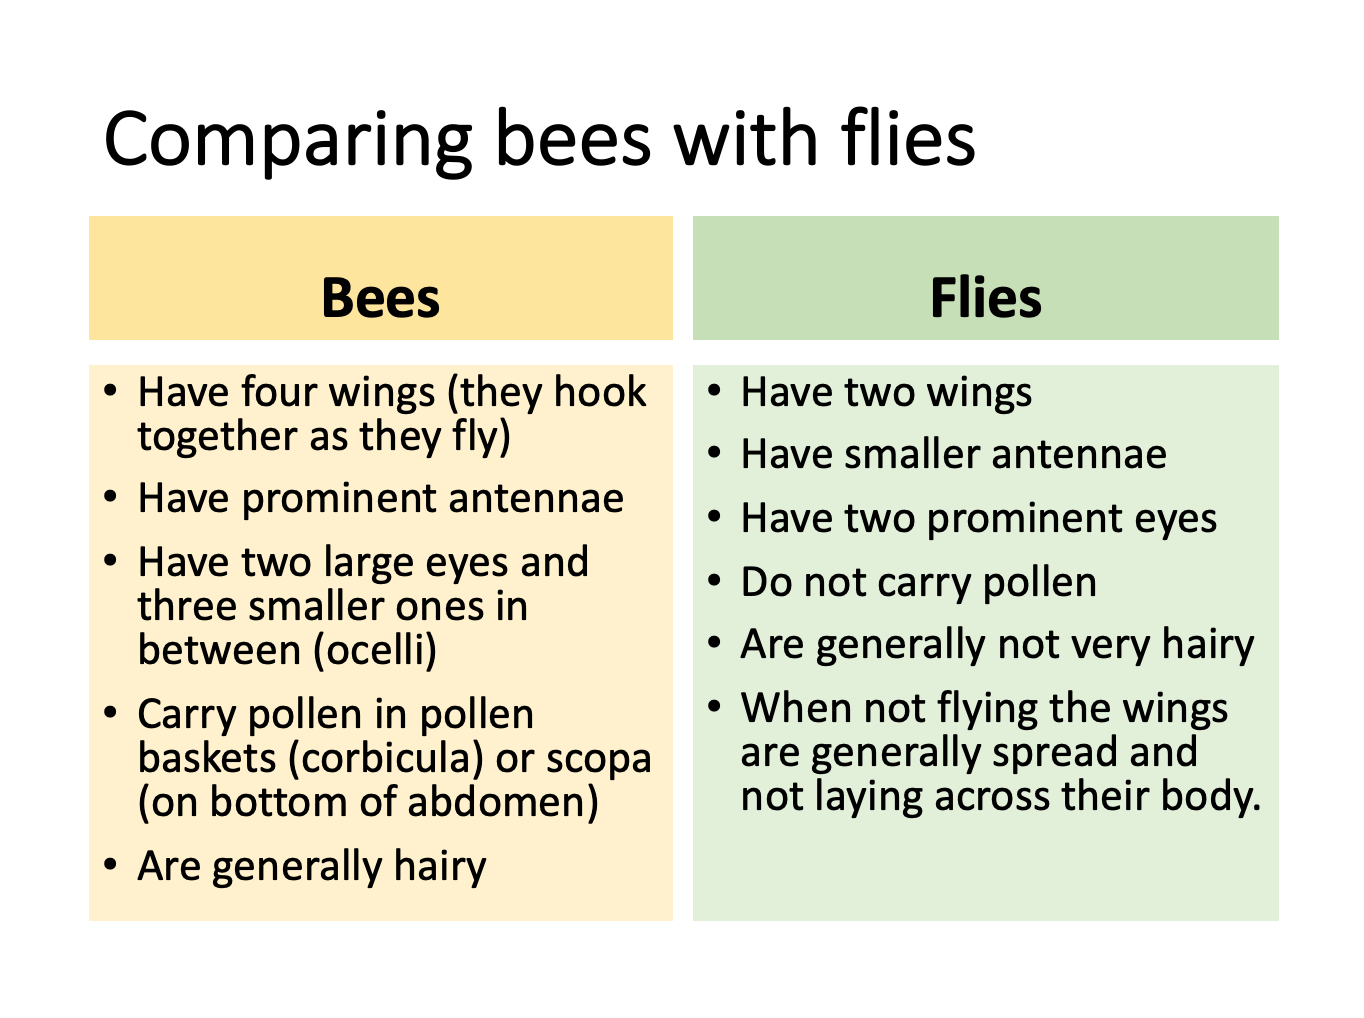 Comparing bees with flies
Bees
• Have four wings (they hook
together as they fly)
• Have prominent antennae
• Have two large eyes and
three smaller ones in
between (ocelli)
• Carry pollen in pollen
baskets (corbicula) or scopa
(on bottom of abdomen)
• Are generally hairy
Flies
• Have two wings
• Have smaller antennae
• Have two prominent eyes
• Do not carry pollen
• Are generally not very hairy
• When not flying the wings
are generally spread and
not laying across their body.